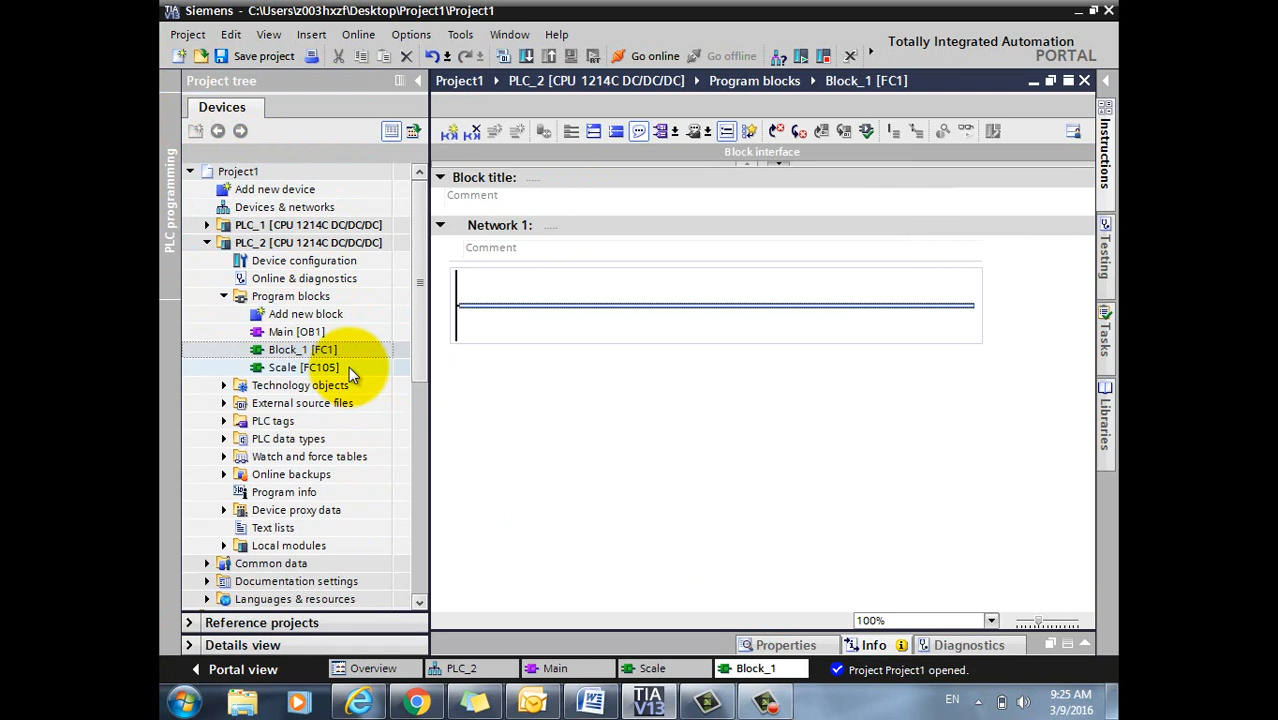 TIA V13
Siemens - C:\Users\z003hxzf\Desktop\Project1\Project1
Project Edit View Insert Online Options Tools Window Help
Totally Integrated Automation
PORTAL
Save project
Go online
Go offline
Project tree
Project1 PLC_2 [CPU 1214C DC/DC/DC] Program blocks Block_1 [FC1]
Devices
PLC programming
Block interface
Project1
Add new device
Devices & networks
PLC_1 [CPU 1214C DC/DC/DC]
PLC_2 [CPU 1214C DC/DC/DC]
Device configuration
Online & diagnostics
Program blocks
Add new block
Main [OB1]
Block_1 [FC1]
Scale [FC105]
Technology objects
External source files
PLC tags
PLC data types
Watch and force tables
Online backups
Program info
Device proxy data
Text lists
Local modules
Common data
Documentation settings
Languages & resources
Reference projects
Details view
Block title: .....
Comment
Network 1: .....
Comment
100%
Instructions
Testing
Tasks
Libraries
Properties Info Diagnostics
Portal view Overview PLC_2 Main Scale Block_1 Project Project1 opened.
TIA V13
EN
9:25 AM
3/9/2016